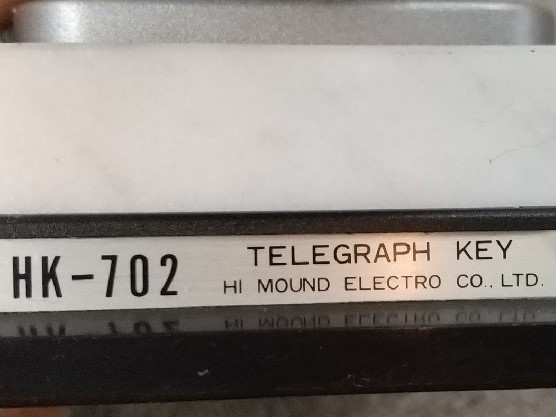 HK-702
TELEGRAPH KEY
HI MOUND ELECTRO CO., LTD.